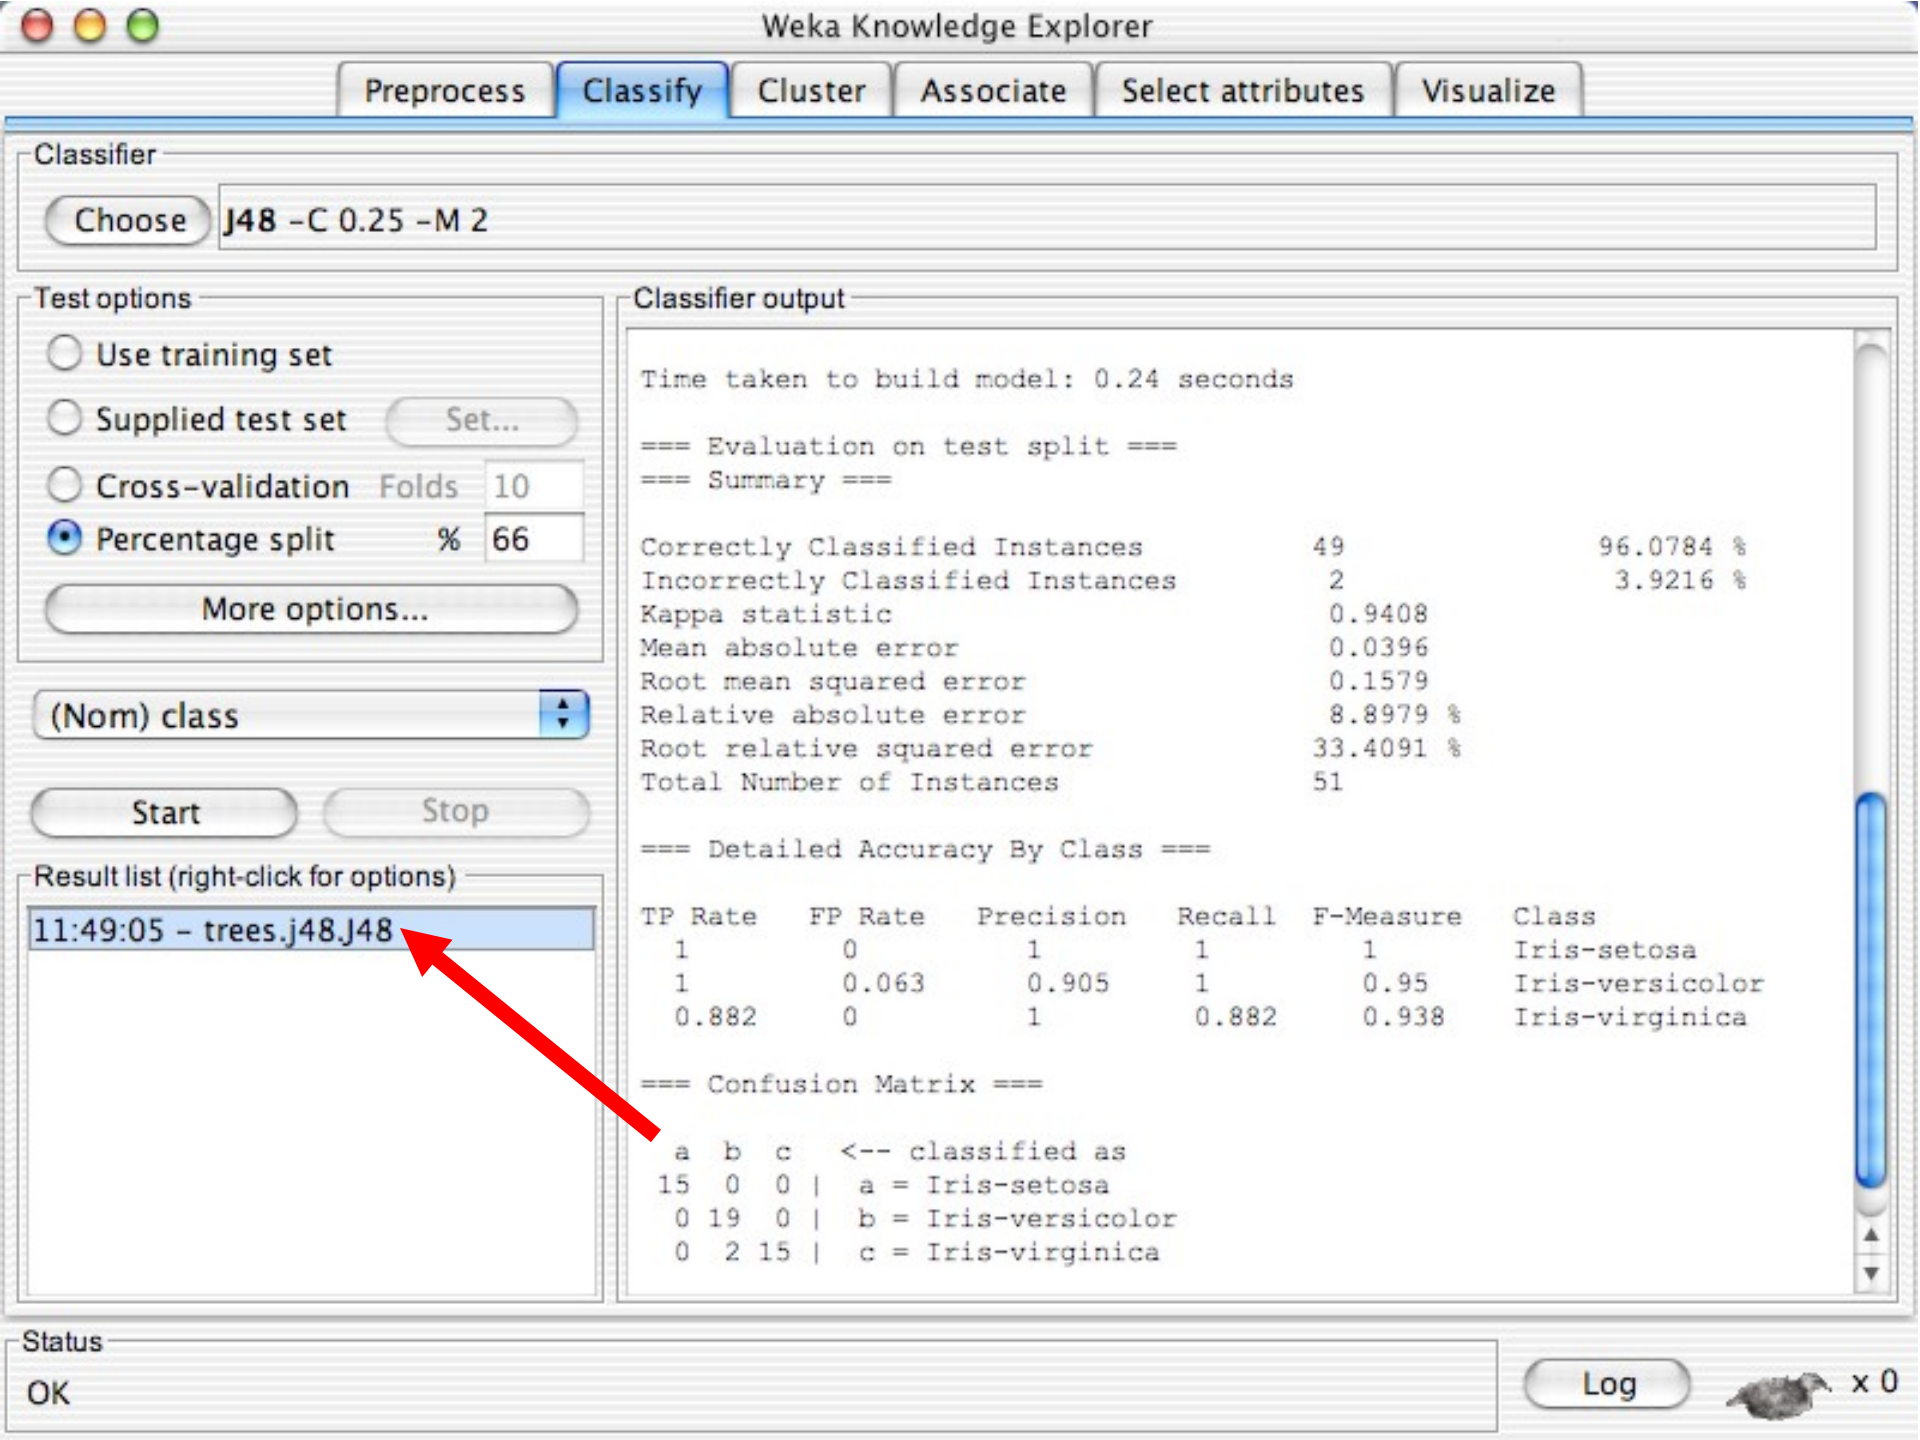 Weka Knowledge Explorer
Preprocess Classify Cluster Associate Select attributes Visualize
Classifier
Choose J48 -C 0.25 -M 2
Test options
Use training set
Supplied test set Set...
Cross-validation Folds 10
Percentage split % 66
More options...
(Nom) class
Start Stop
Result list (right-click for options)
11:49:05 - trees.j48.J48
Classifier output
Time taken to build model: 0.24 seconds
=== Evaluation on test split ===
=== Summary ===
Correctly Classified Instances 49 96.0784 %
Incorrectly Classified Instances 2 3.9216 %
Kappa statistic 0.9408
Mean absolute error 0.0396
Root mean squared error 0.1579
Relative absolute error 8.8979 %
Root relative squared error 33.4091 %
Total Number of Instances 51
=== Detailed Accuracy By Class ===
TP Rate FP Rate Precision Recall F-Measure Class
1 0 1 1 1 Iris-setosa
1 0.063 0.905 1 0.95 Iris-versicolor
0.882 0 1 0.882 0.938 Iris-virginica
=== Confusion Matrix ===
a b c <-- classified as
15 0 0 | a = Iris-setosa
0 19 0 | b = Iris-versicolor
0 2 15 | c = Iris-virginica
Status
OK
Log x 0